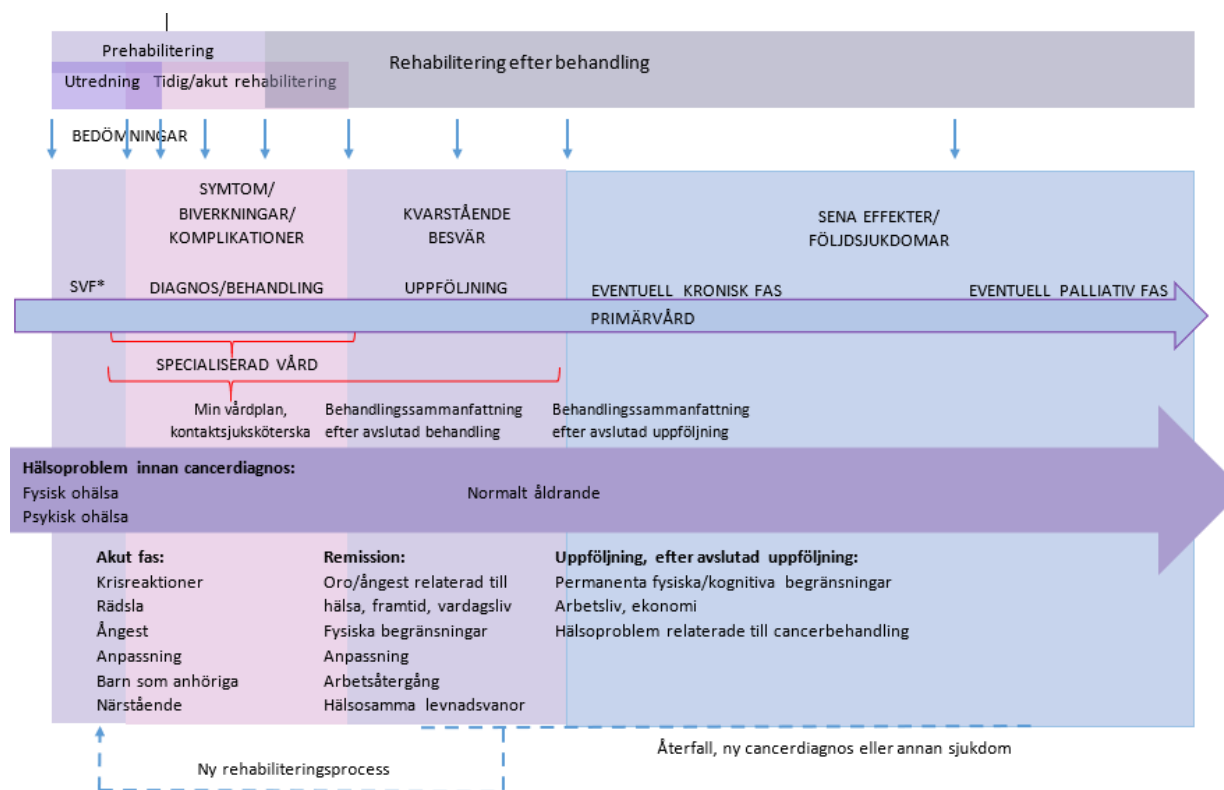 Prehabilitering
Rehabilitering efter behandling
Utredning
Tidig/akut rehabilitering
BEDÖMNINGAR
SYMTOM/
BIVERKNINGAR/
KOMPLIKATIONER
KVARSTÅENDE
BESVÄR
SENA EFFEKTER/
FÖLJDSJUKDOMAR
SVF*
DIAGNOS/BEHANDLING
UPPFÖLJNING
EVENTUELL KRONISK FAS
EVENTUELL PALLIATIV FAS
PRIMÄRVÅRD
SPECIALISERAD VÅRD
Min vårdplan,
kontaktsjuksköterska
Behandlingssammanfattning
efter avslutad behandling
Behandlingssammanfattning
efter avslutad uppföljning
Hälsoproblem innan cancerdiagnos:
Fysisk ohälsa
Psykisk ohälsa
Normalt åldrande
Akut fas:
Krisreaktioner
Rädsla
Ångest
Anpassning
Barn som anhöriga
Närstående
Remission:
Oro/ångest relaterad till
hälsa, framtid, vardagsliv
Fysiska begränsningar
Anpassning
Arbetsåtergång
Hälsosamma levnadsvanor
Uppföljning, efter avslutad uppföljning:
Permanenta fysiska/kognitiva begränsningar
Arbetsliv, ekonomi
Hälsoproblem relaterade till cancerbehandling
Återfall, ny cancerdiagnos eller annan sjukdom
Ny rehabiliteringsprocess